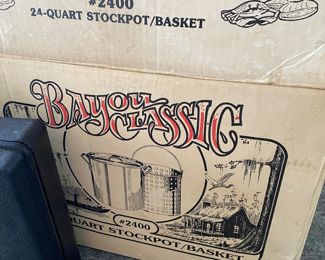 #2400
24-QUART STOCKPOT/BASKET
BAYOU CLASSIC
#2400
QUART STOCKPOT/BASKET